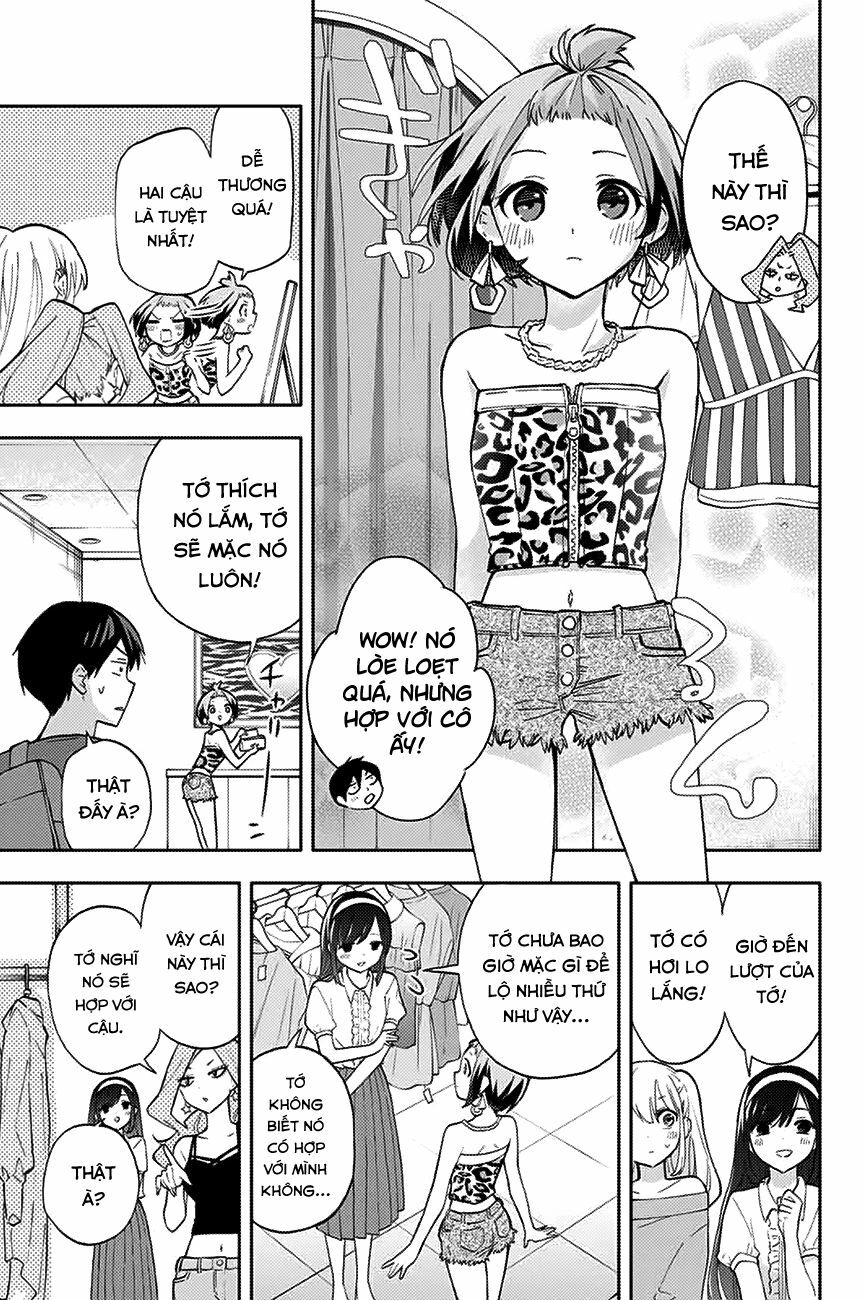 THẾ
NÀY THÌ
SAO?
ぎゃ
WOW! NÓ
LÒE LOẸT
QUÁ, NHƯNG
HỢP VỚI CÔ
ẤY!
DỄ
THƯƠNG
QUÁ!
HAI CẬU
LÀ TUYỆT
NHẤT!
TỚ THÍCH
NÓ LẮM, TỚ
SẼ MẶC NÓ
LUÔN!
THẬT
ĐẤY À?
GIỜ ĐẾN
LƯỢT CỦA
TỚ!
TỚ CÓ
HƠI LO
LẮNG!
TỚ CHƯA BAO
GIỜ MẶC GÌ ĐỂ
LỘ NHIỀU THỨ
NHƯ VẬY...
TỚ
KHÔNG
BIẾT NÓ
CÓ HỢP
VỚI MÌNH
KHÔNG...
VẬY CÁI
NÀY THÌ
SAO?
TỚ NGHĨ
NÓ SẼ
HỢP VỚI
CẬU.
THẬT
À?